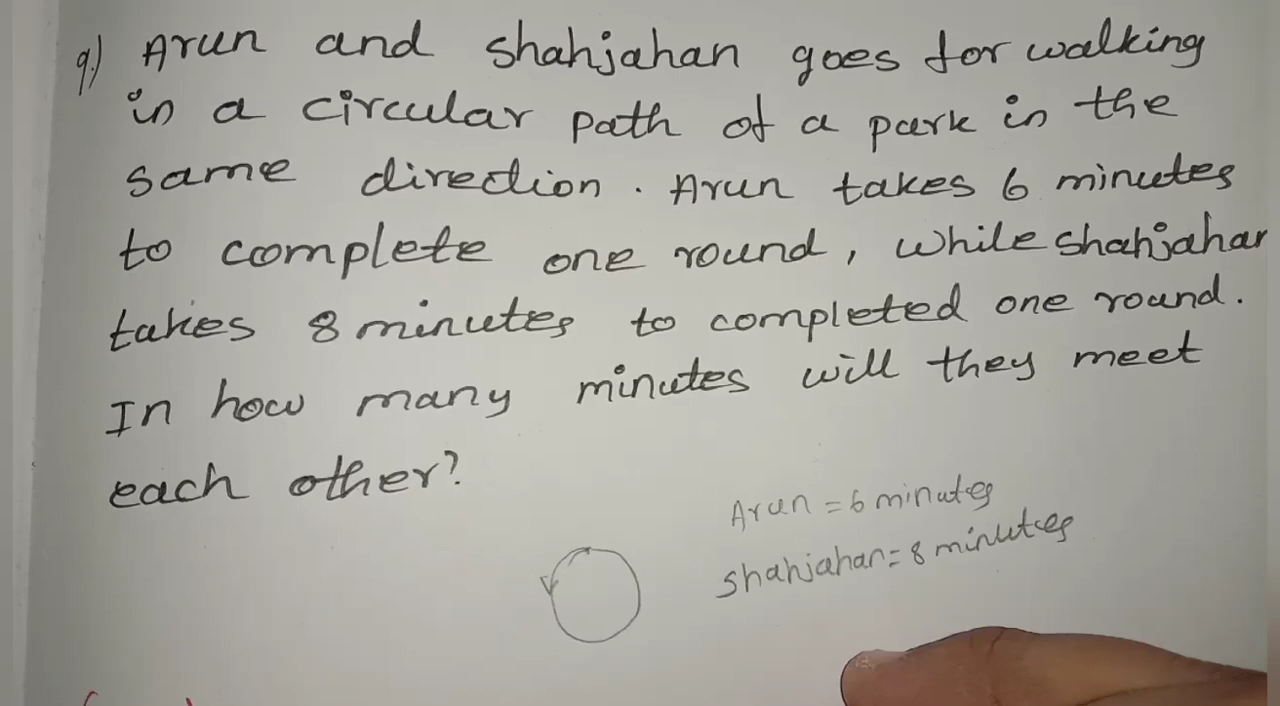 9.) Arun and Shahjahan goes for walking
in a circular path of a park in the
same direction. Arun takes 6 minutes
to complete one round, while Shahjahan
takes 8 minutes to completed one round.
In how many minutes will they meet
each other?
Arun = 6 minutes
Shahjahan = 8 minutes